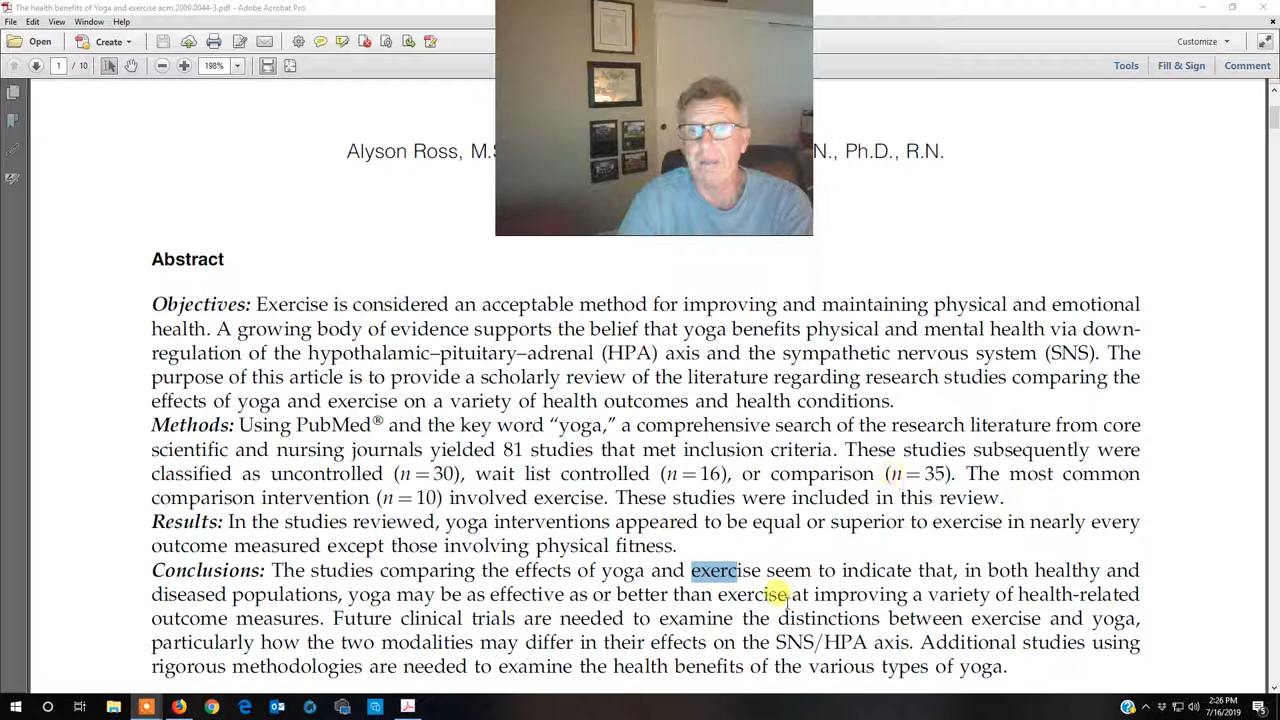 The health benefits of Yoga and exercise acm.2009.0044-3.pdf - Adobe Acrobat Pro
File Edit View Window Help
Open Create Customize
1 / 10 198% Tools Fill & Sign Comment
Alyson Ross, M.S N., Ph.D., R.N.
Abstract
Objectives: Exercise is considered an acceptable method for improving and maintaining physical and emotional
health. A growing body of evidence supports the belief that yoga benefits physical and mental health via down-
regulation of the hypothalamic–pituitary–adrenal (HPA) axis and the sympathetic nervous system (SNS). The
purpose of this article is to provide a scholarly review of the literature regarding research studies comparing the
effects of yoga and exercise on a variety of health outcomes and health conditions.
Methods: Using PubMed® and the key word “yoga,” a comprehensive search of the research literature from core
scientific and nursing journals yielded 81 studies that met inclusion criteria. These studies subsequently were
classified as uncontrolled (n = 30), wait list controlled (n = 16), or comparison (n = 35). The most common
comparison intervention (n = 10) involved exercise. These studies were included in this review.
Results: In the studies reviewed, yoga interventions appeared to be equal or superior to exercise in nearly every
outcome measured except those involving physical fitness.
Conclusions: The studies comparing the effects of yoga and exercise seem to indicate that, in both healthy and
diseased populations, yoga may be as effective as or better than exercise at improving a variety of health-related
outcome measures. Future clinical trials are needed to examine the distinctions between exercise and yoga,
particularly how the two modalities may differ in their effects on the SNS/HPA axis. Additional studies using
rigorous methodologies are needed to examine the health benefits of the various types of yoga.
2:26 PM
7/16/2019